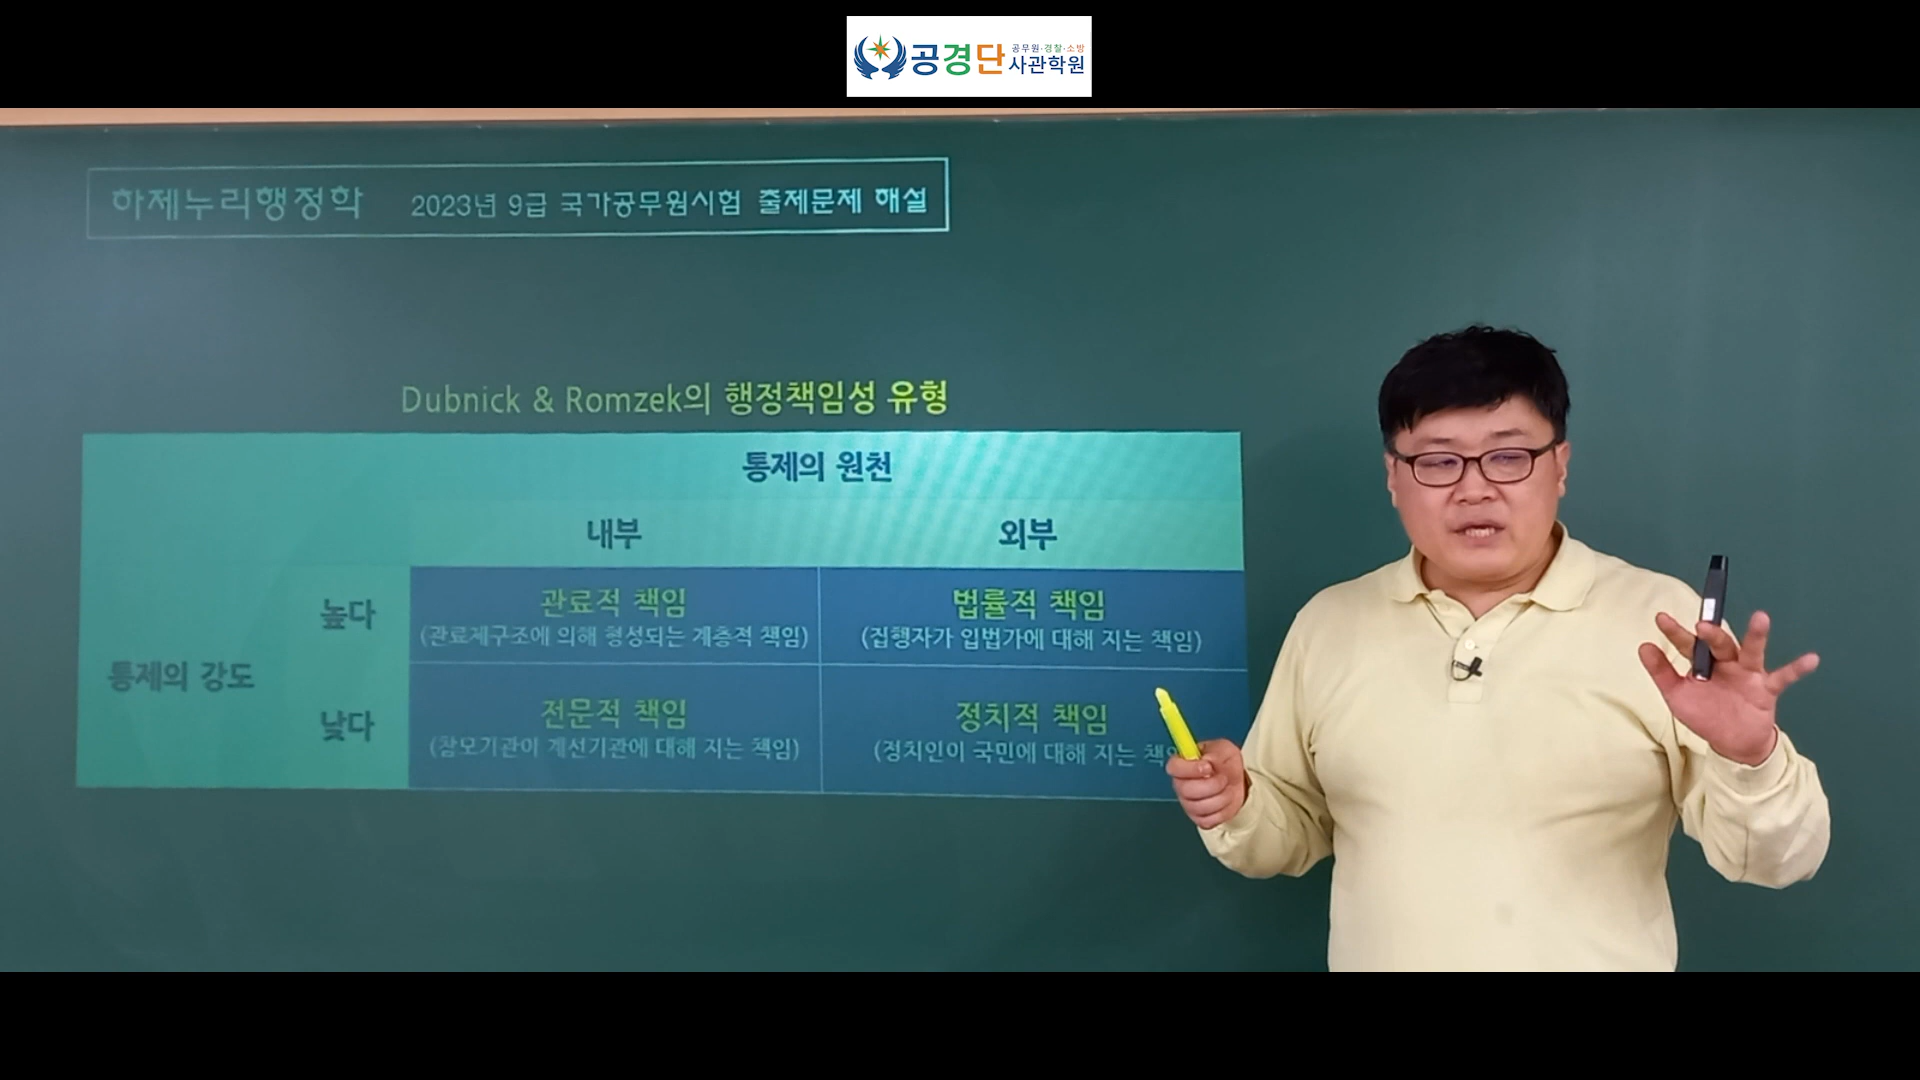 공경단 공무원·경찰·소방 사관학원
하제누리행정학 2023년 9급 국가공무원시험 출제문제 해설
Dubnick & Romzek의 행정책임성 유형
통제의 원천
내부 외부
높다 관료적 책임 법률적 책임
(관료제구조에 의해 형성되는 계층적 책임) (집행자가 입법가에 대해 지는 책임)
통제의 강도
낮다 전문적 책임 정치적 책임
(참모기관이 계선기관에 대해 지는 책임) (정치인이 국민에 대해 지는